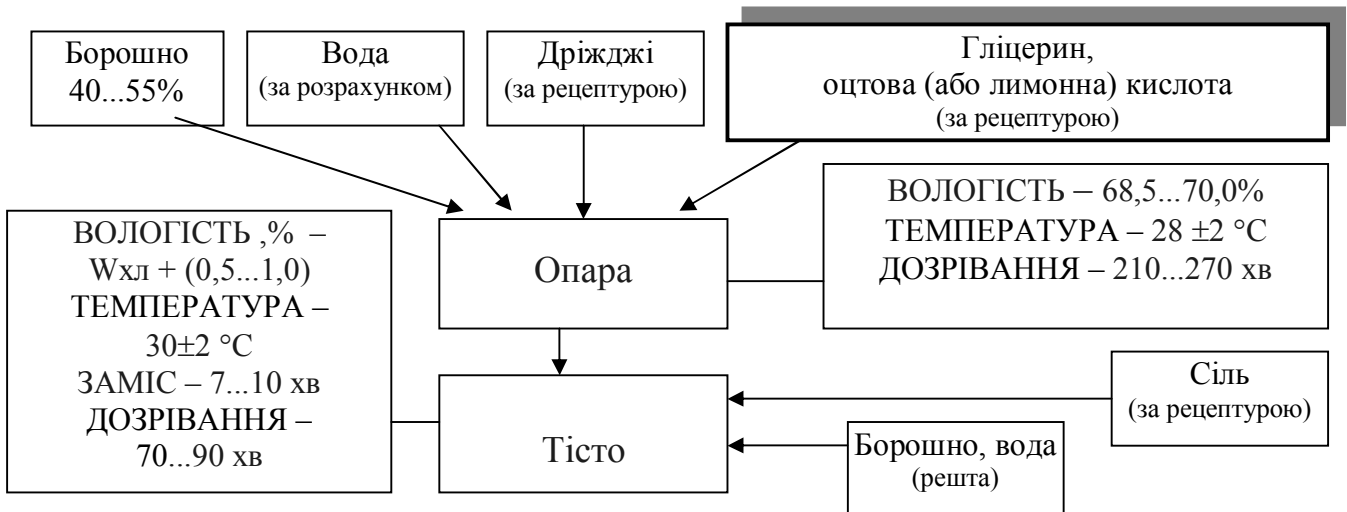 Борошно
40...55%
Вода
(за розрахунком)
Дріжджі
(за рецептурою)
Гліцерин,
оцтова (або лимонна) кислота
(за рецептурою)
ВОЛОГІСТЬ – 68,5...70,0%
ТЕМПЕРАТУРА – 28 ±2 °С
ДОЗРІВАННЯ – 210...270 хв
ВОЛОГІСТЬ ,% –
Wхл + (0,5...1,0)
ТЕМПЕРАТУРА –
30±2 °С
ЗАМІС – 7...10 хв
ДОЗРІВАННЯ –
70...90 хв
Опара
Тісто
Сіль
(за рецептурою)
Борошно, вода
(решта)